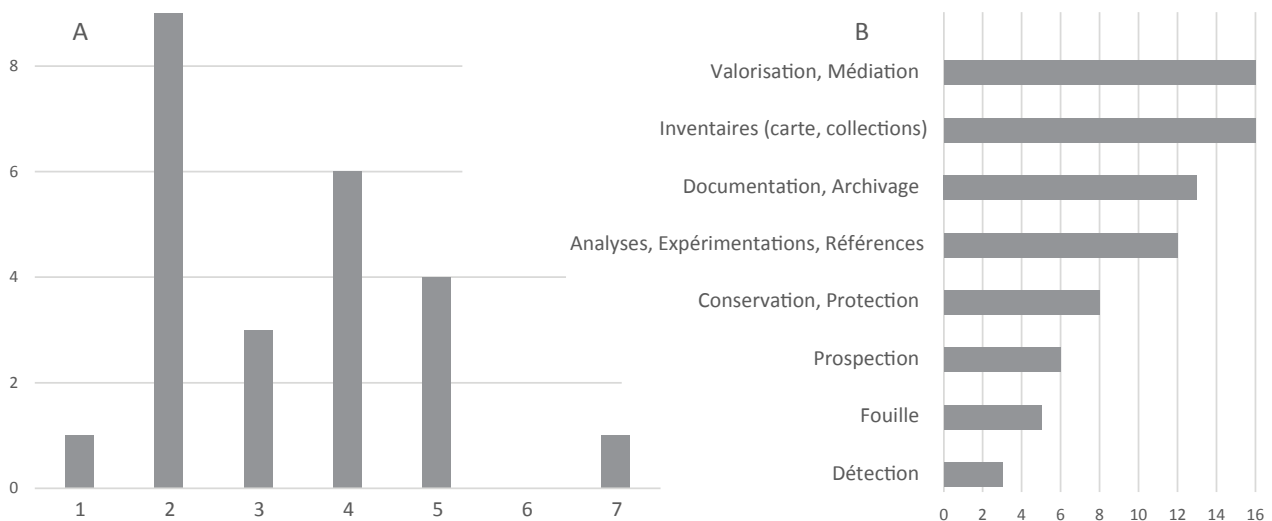 A
8
6
4
2
0
1 2 3 4 5 6 7
B
Valorisation, Médiation
Inventaires (carte, collections)
Documentation, Archivage
Analyses, Expérimentations, Références
Conservation, Protection
Prospection
Fouille
Détection
0 2 4 6 8 10 12 14 16